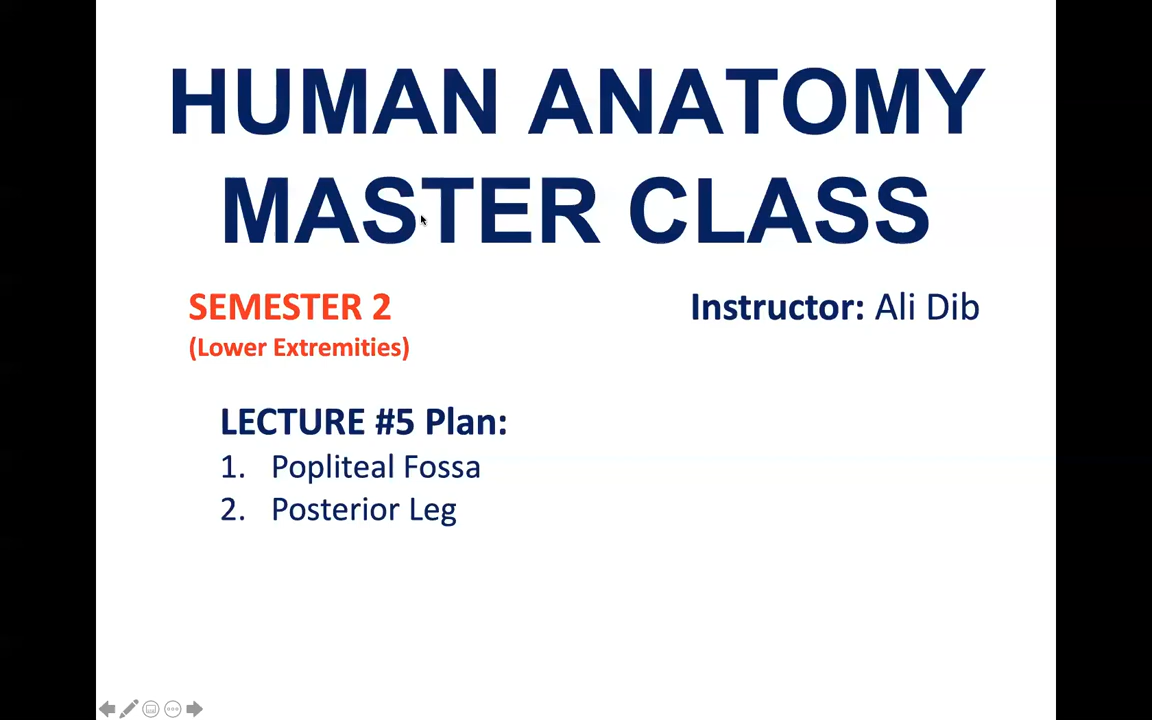 HUMAN ANATOMY
MASTER CLASS
SEMESTER 2
Instructor: Ali Dib
(Lower Extremities)
LECTURE #5 Plan:
1. Popliteal Fossa
2. Posterior Leg